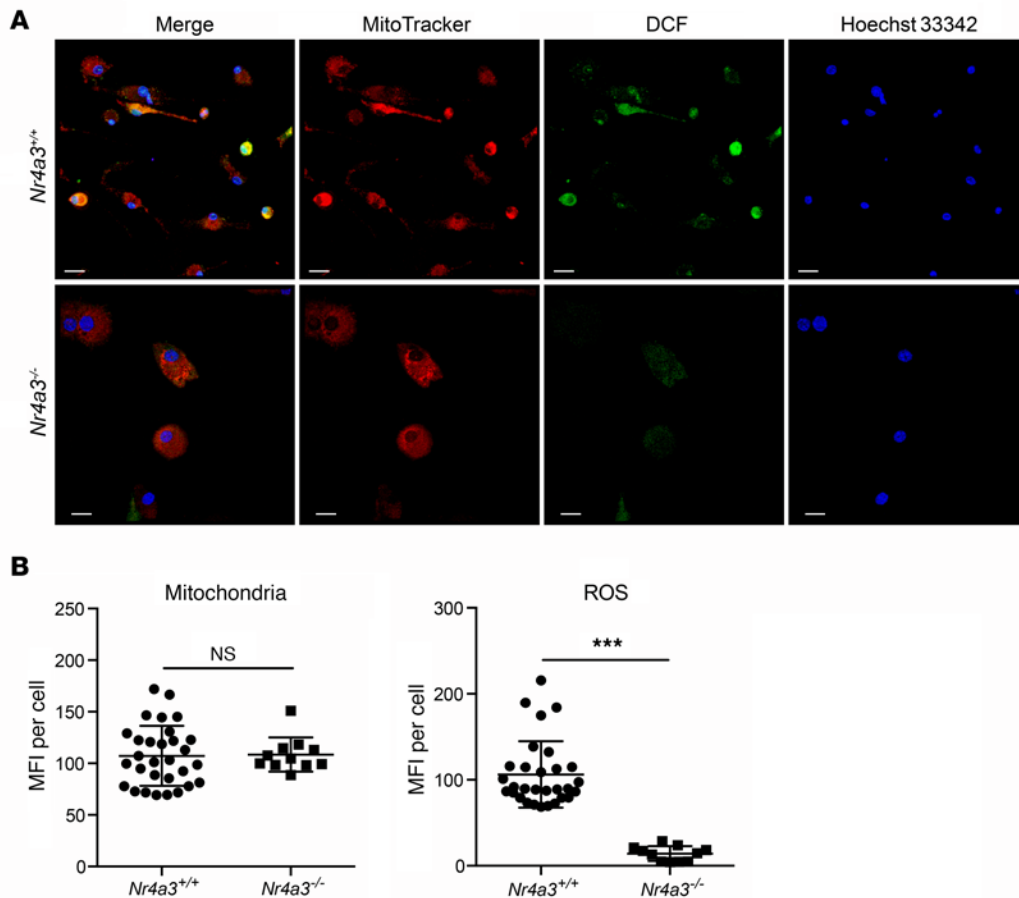 A
Merge MitoTracker DCF Hoechst 33342
Nr4a3+/+
Nr4a3-/-
B
Mitochondria
MFI per cell
250
200
150
100
50
0
NS
Nr4a3+/+ Nr4a3-/-
ROS
MFI per cell
300
200
100
0
***
Nr4a3+/+ Nr4a3-/-